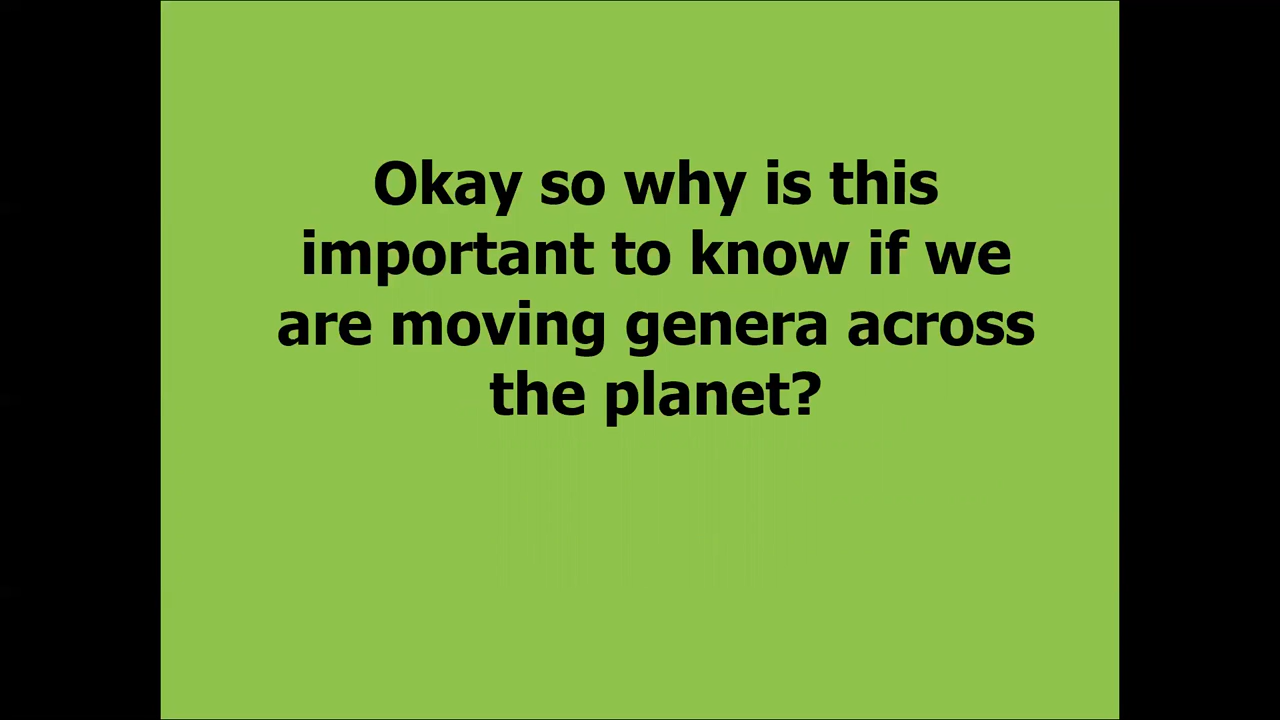 Okay so why is this
important to know if we
are moving genera across
the planet?